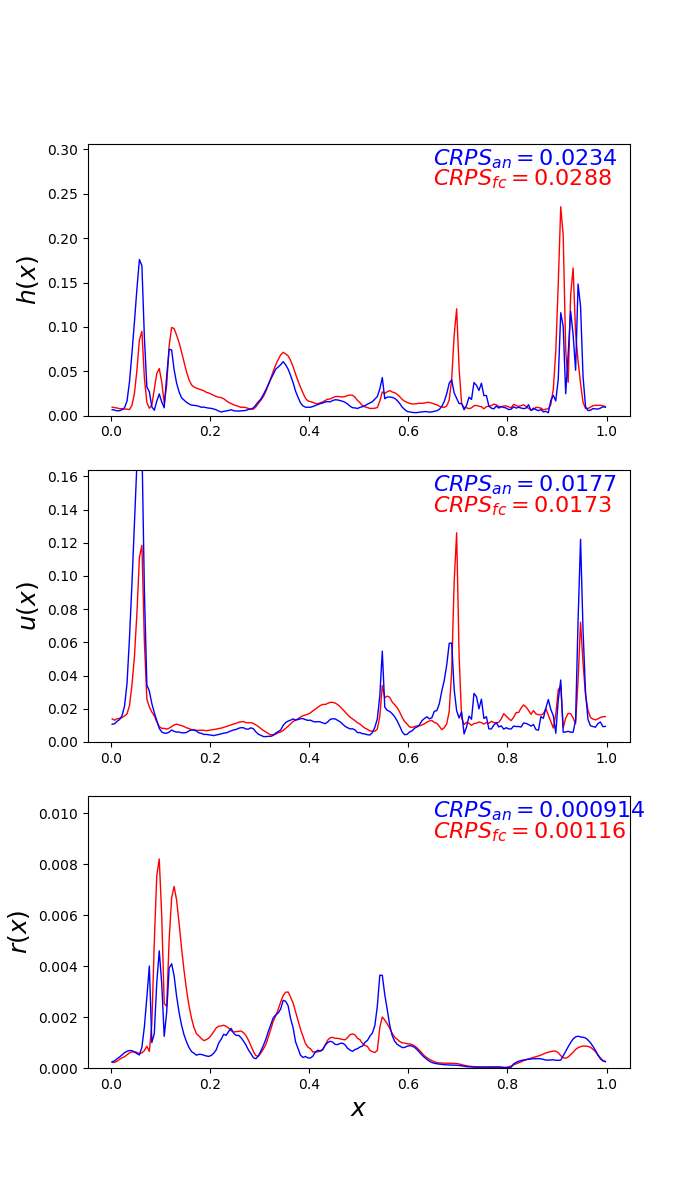 CRPS_an = 0.0234
CRPS_fc = 0.0288
0.30
0.25
0.20
0.15
0.10
0.05
0.00
h(x)
0.0 0.2 0.4 0.6 0.8 1.0
CRPS_an = 0.0177
CRPS_fc = 0.0173
0.16
0.14
0.12
0.10
0.08
0.06
0.04
0.02
0.00
u(x)
0.0 0.2 0.4 0.6 0.8 1.0
CRPS_an = 0.000914
CRPS_fc = 0.00116
0.010
0.008
0.006
0.004
0.002
0.000
r(x)
0.0 0.2 0.4 0.6 0.8 1.0
x